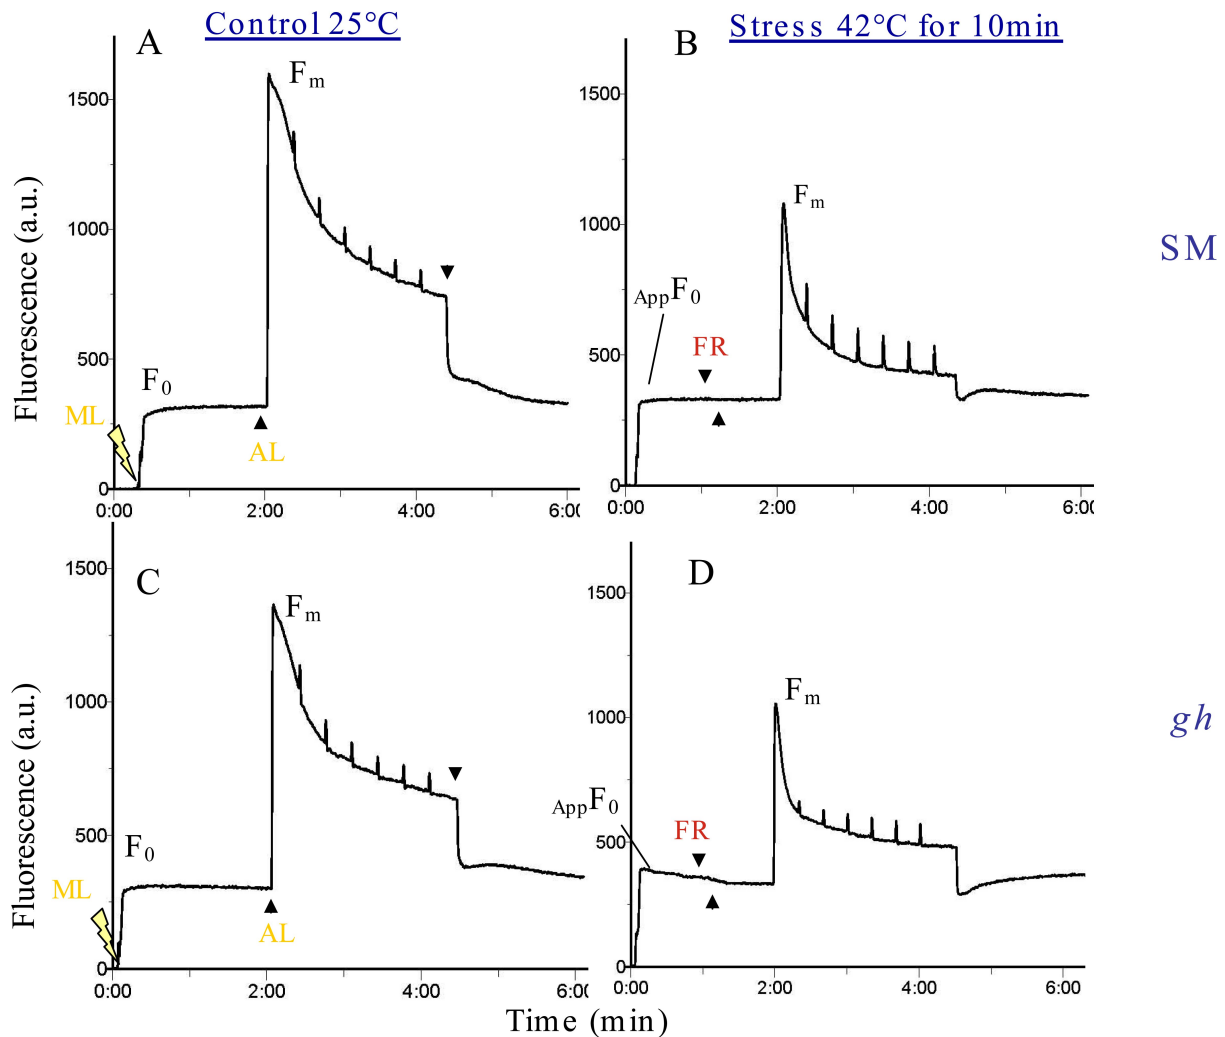 Control 25°C
Stress 42°C for 10min
A
Fm
1500
1000
500
0
Fluorescence (a.u.)
F0
ML
AL
0:00
2:00
4:00
6:00
B
1500
1000
500
0
Fm
AppF0
FR
0:00
2:00
4:00
6:00
SM
C
Fm
1500
1000
500
0
Fluorescence (a.u.)
F0
ML
AL
0:00
2:00
4:00
6:00
D
1500
1000
500
0
Fm
AppF0
FR
0:00
2:00
4:00
6:00
gh
Time (min)